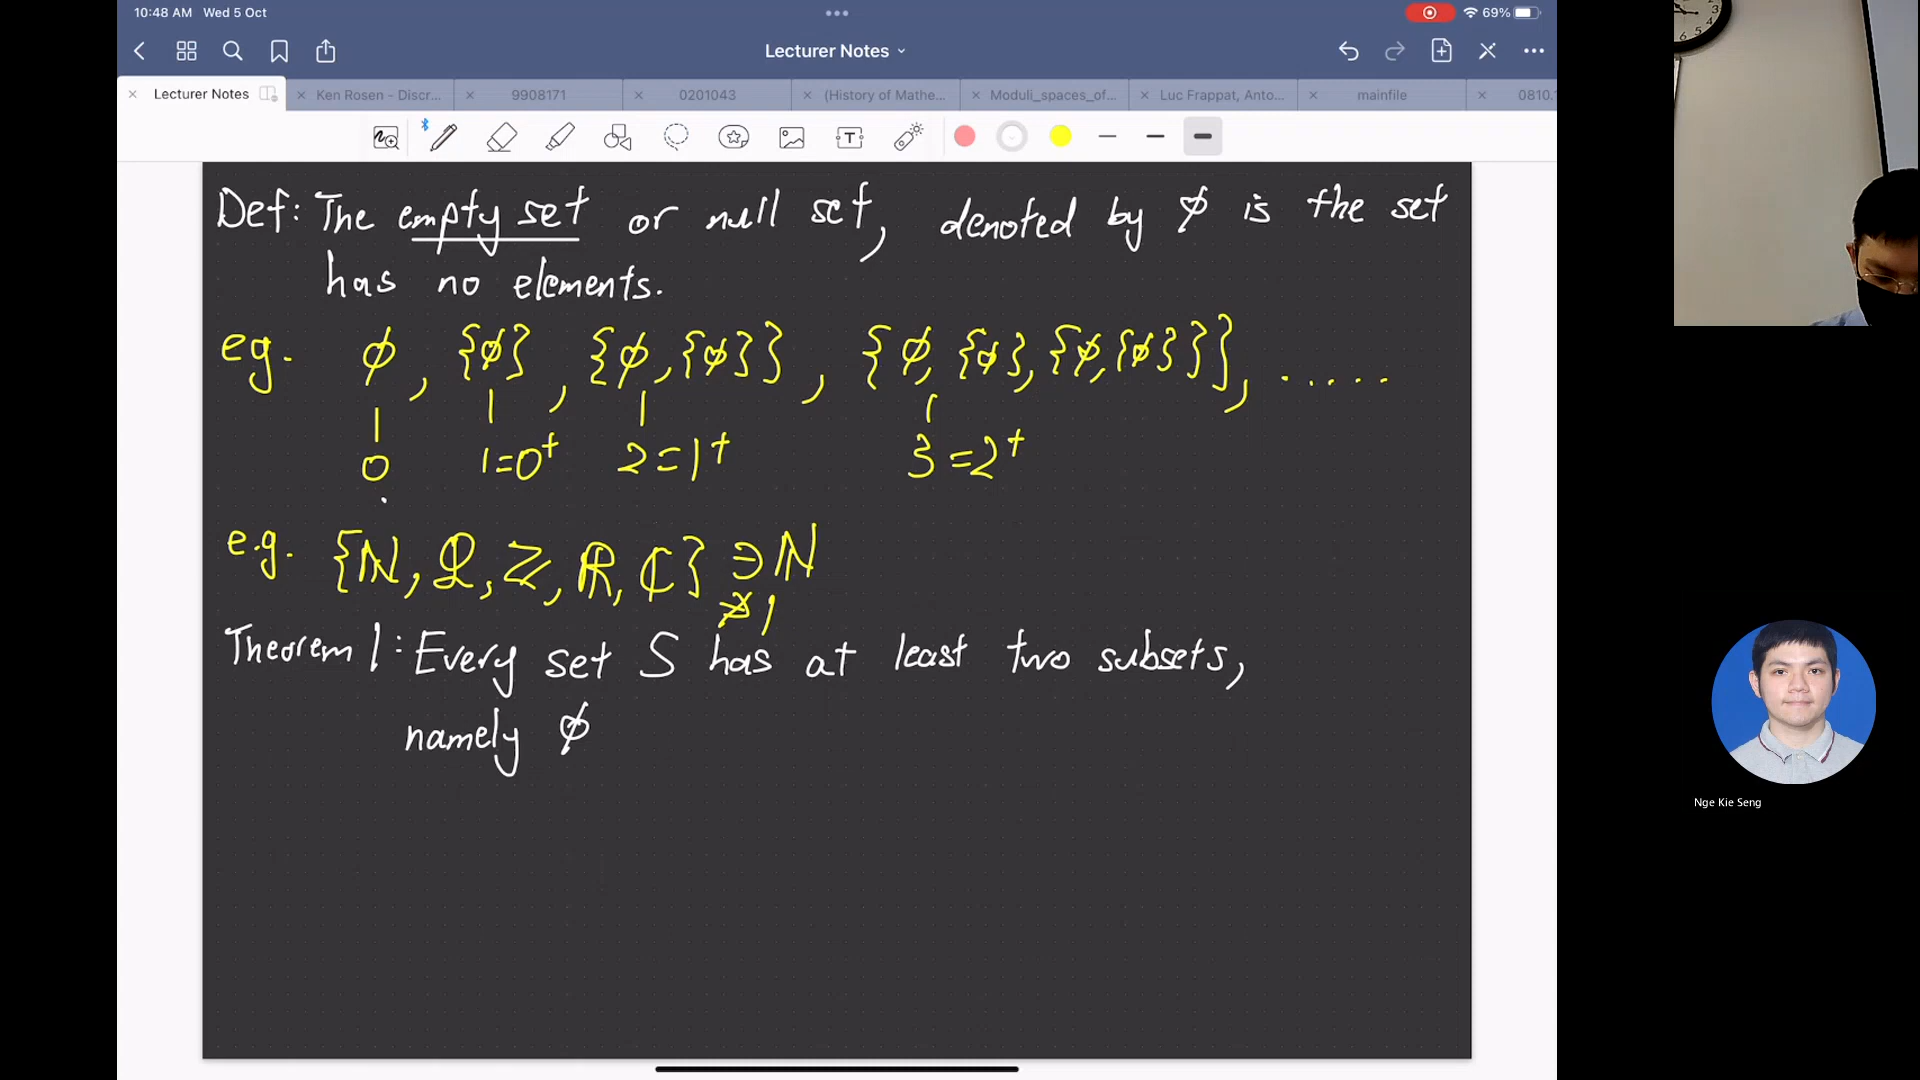 10:48 AM Wed 5 Oct
69%
Lecturer Notes
Lecturer Notes
Ken Rosen - Discr...
9908171
0201043
(History of Mathe...
Moduli_spaces_of...
Luc Frappat, Anto...
mainfile
0810.
Def: The empty set or null set, denoted by ∅ is the set
has no elements.
eg. ∅, {∅}, {∅,{∅}}, {∅,{∅},{∅,{∅}}}, .....
0 1=0⁺ 2=1⁺ 3=2⁺
e.g. {ℕ, ℚ, ℤ, ℝ, ℂ} ∋ ℕ
∌ 1
Theorem 1: Every set S has at least two subsets,
namely ∅
Nge Kie Seng